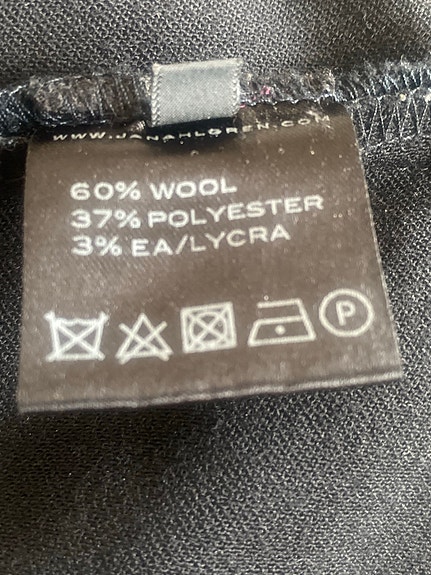 WWW.JANAHLGREN.COM
60% WOOL
37% POLYESTER
3% EA/LYCRA
P